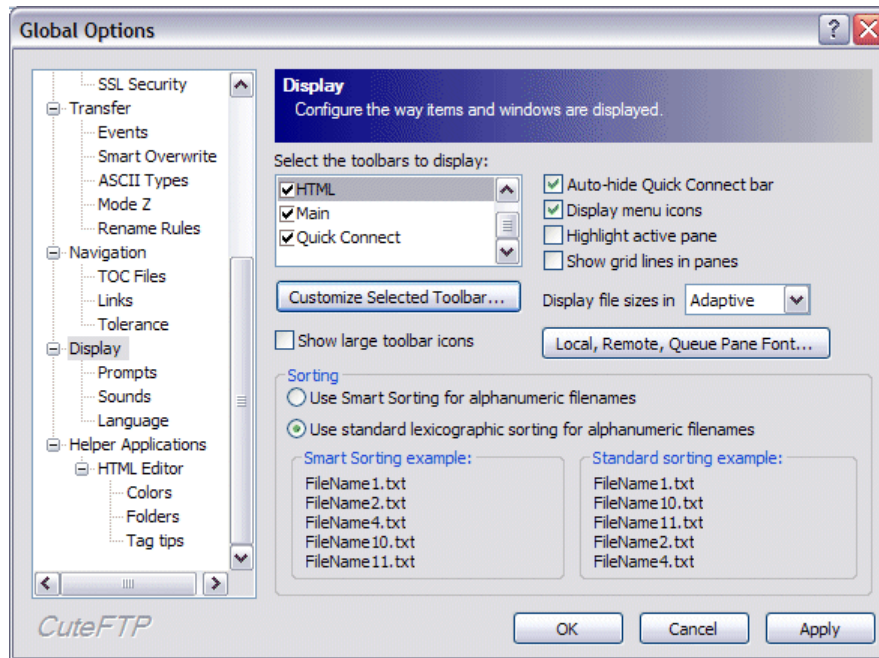 Global Options
SSL Security
Transfer
Events
Smart Overwrite
ASCII Types
Mode Z
Rename Rules
Navigation
TOC Files
Links
Tolerance
Display
Prompts
Sounds
Language
Helper Applications
HTML Editor
Colors
Folders
Tag tips
CuteFTP
Display
Configure the way items and windows are displayed.
Select the toolbars to display:
HTML
Main
Quick Connect
Customize Selected Toolbar...
Show large toolbar icons
Auto-hide Quick Connect bar
Display menu icons
Highlight active pane
Show grid lines in panes
Display file sizes in Adaptive
Local, Remote, Queue Pane Font...
Sorting
Use Smart Sorting for alphanumeric filenames
Use standard lexicographic sorting for alphanumeric filenames
Smart Sorting example:
FileName1.txt
FileName2.txt
FileName4.txt
FileName10.txt
FileName11.txt
Standard sorting example:
FileName1.txt
FileName10.txt
FileName11.txt
FileName2.txt
FileName4.txt
OK
Cancel
Apply